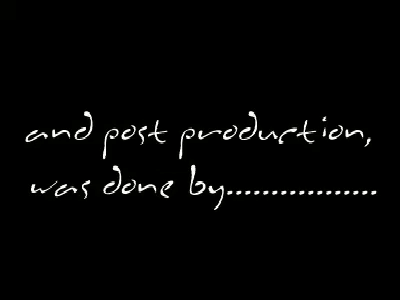 and post production,
was done by.................